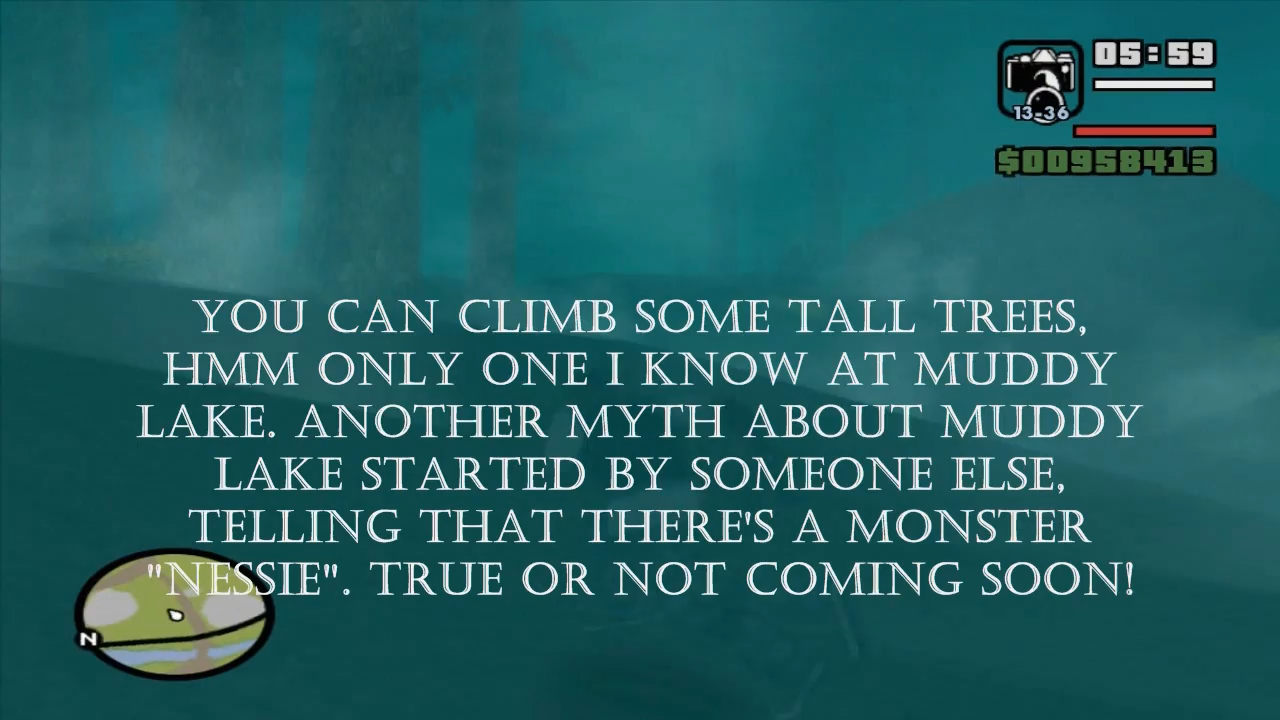 05:59
13-36
$00958413
YOU CAN CLIMB SOME TALL TREES,
HMM ONLY ONE I KNOW AT MUDDY
LAKE. ANOTHER MYTH ABOUT MUDDY
LAKE STARTED BY SOMEONE ELSE,
TELLING THAT THERE'S A MONSTER
"NESSIE". TRUE OR NOT COMING SOON!
N